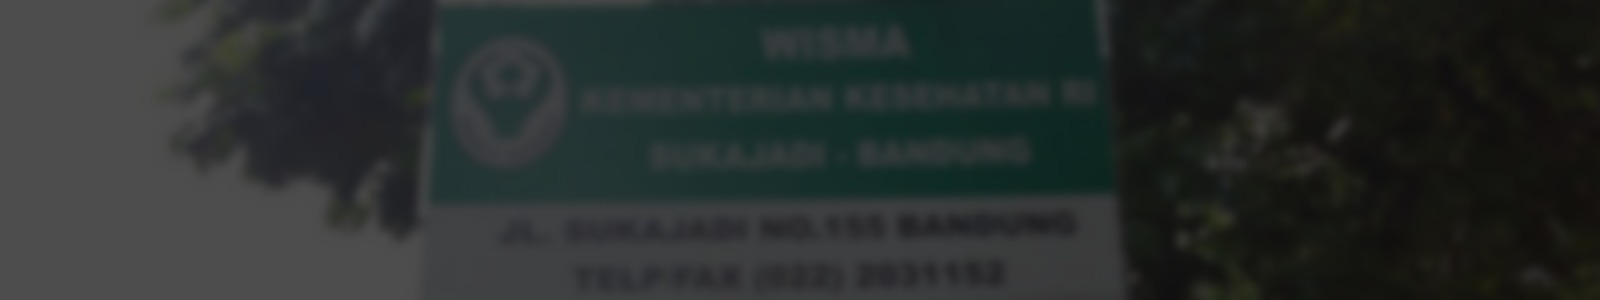 WISMA
KEMENTERIAN KESEHATAN RI
SUKAJADI - BANDUNG
JL. SUKAJADI NO.155 BANDUNG
TELP/FAX (022) 2031152